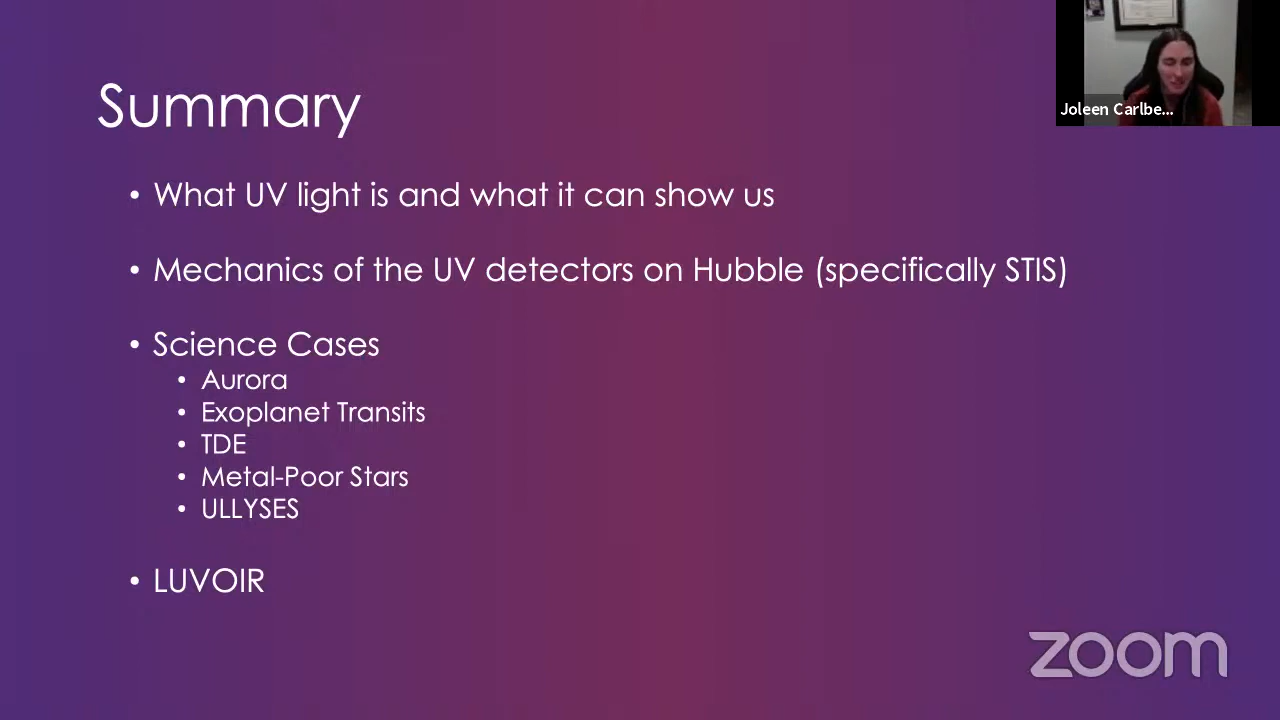 Summary
Joleen Carlbe...
• What UV light is and what it can show us
• Mechanics of the UV detectors on Hubble (specifically STIS)
• Science Cases
• Aurora
• Exoplanet Transits
• TDE
• Metal-Poor Stars
• ULLYSES
• LUVOIR
zoom